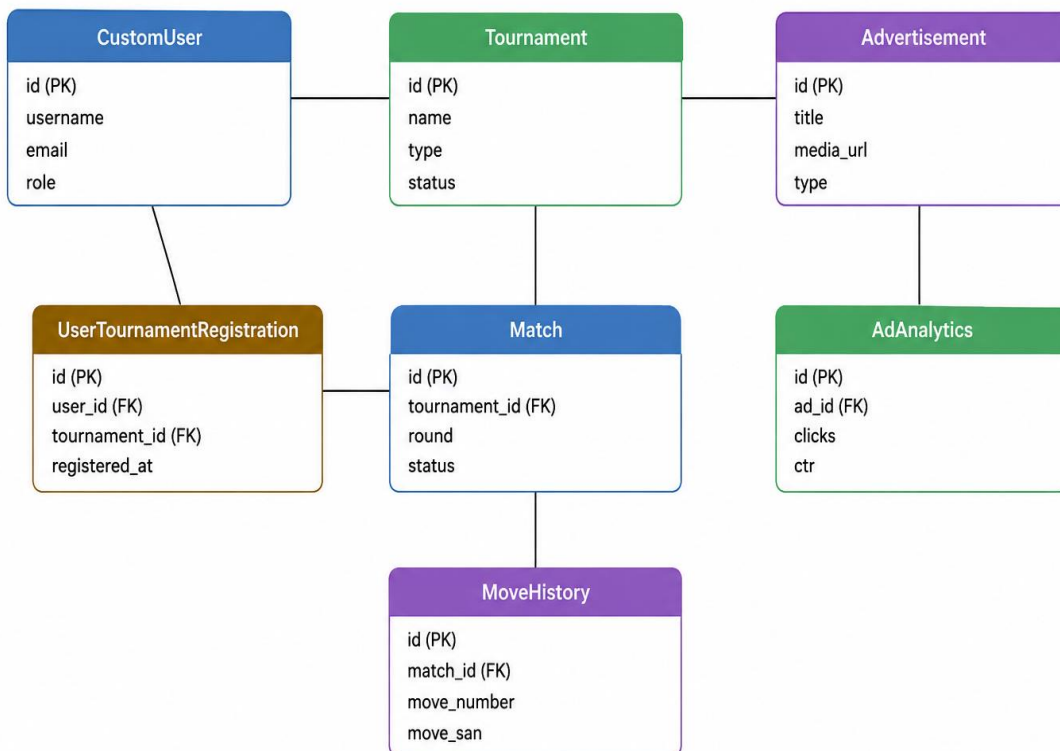 CustomUser
id (PK)
username
email
role
Tournament
id (PK)
name
type
status
Advertisement
id (PK)
title
media_url
type
UserTournamentRegistration
id (PK)
user_id (FK)
tournament_id (FK)
registered_at
Match
id (PK)
tournament_id (FK)
round
status
AdAnalytics
id (PK)
ad_id (FK)
clicks
ctr
MoveHistory
id (PK)
match_id (FK)
move_number
move_san